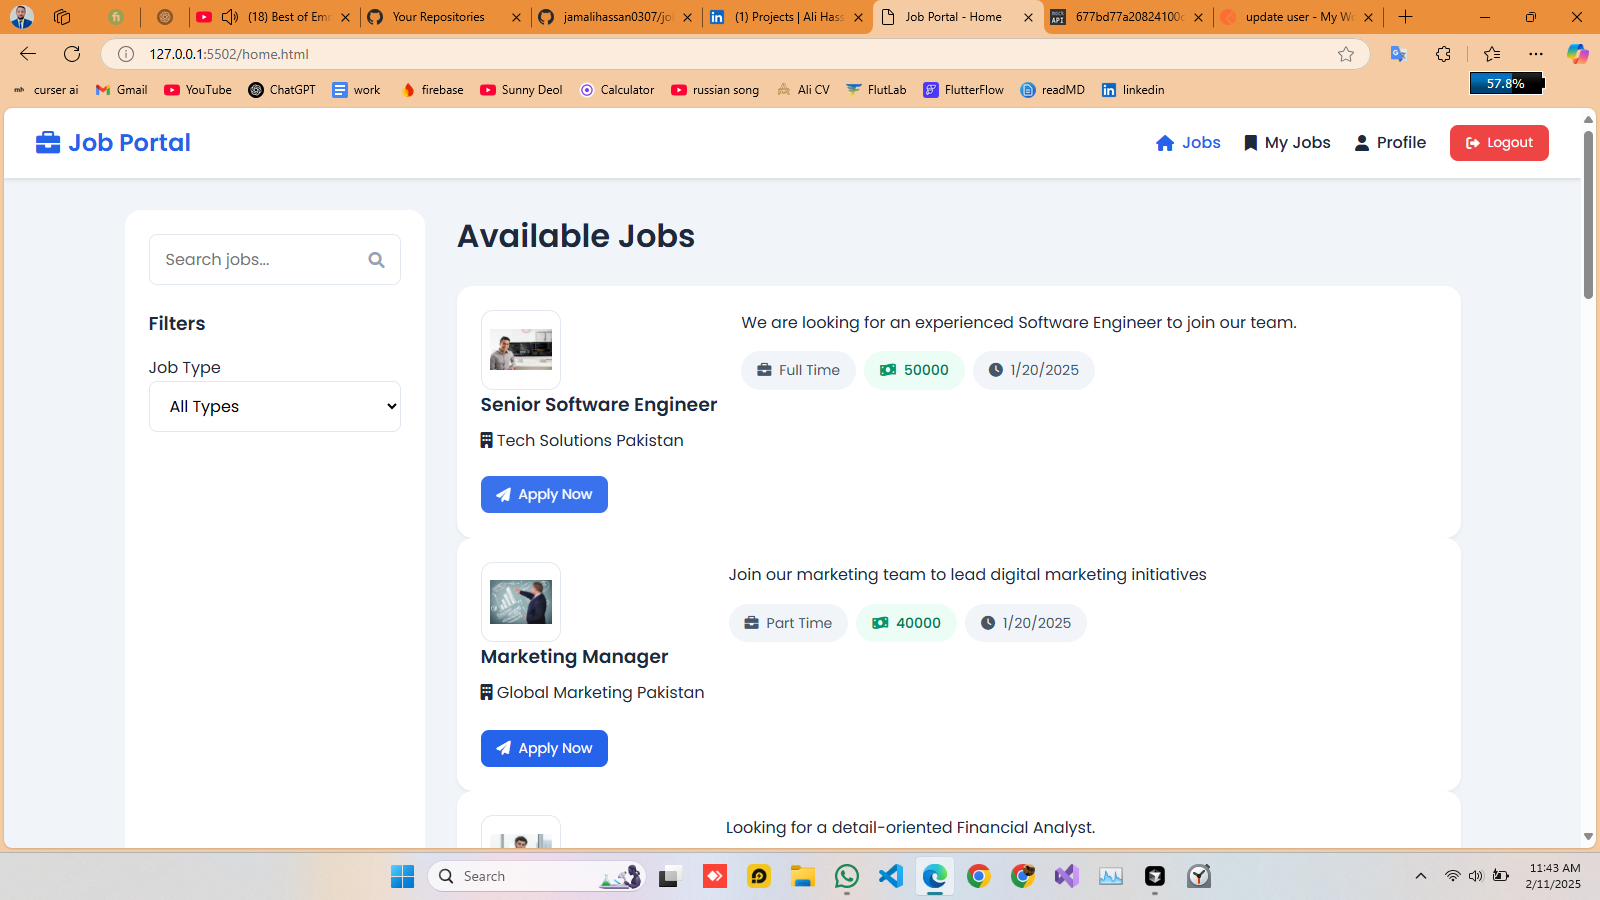 (18) Best of Emr
Your Repositories
jamalihassan0307/jo
(1) Projects | Ali Hass
Job Portal - Home
677bd77a20824100c
update user - My Wo
127.0.0.1:5502/home.html
curser ai
Gmail
YouTube
ChatGPT
work
firebase
Sunny Deol
Calculator
russian song
Ali CV
FlutLab
FlutterFlow
readMD
linkedin
57.8%
Job Portal
Jobs
My Jobs
Profile
Logout
Search jobs...
Filters
Job Type
All Types
Available Jobs
We are looking for an experienced Software Engineer to join our team.
Full Time
50000
1/20/2025
Senior Software Engineer
Tech Solutions Pakistan
Apply Now
Join our marketing team to lead digital marketing initiatives
Part Time
40000
1/20/2025
Marketing Manager
Global Marketing Pakistan
Apply Now
Looking for a detail-oriented Financial Analyst.
Search
11:43 AM
2/11/2025